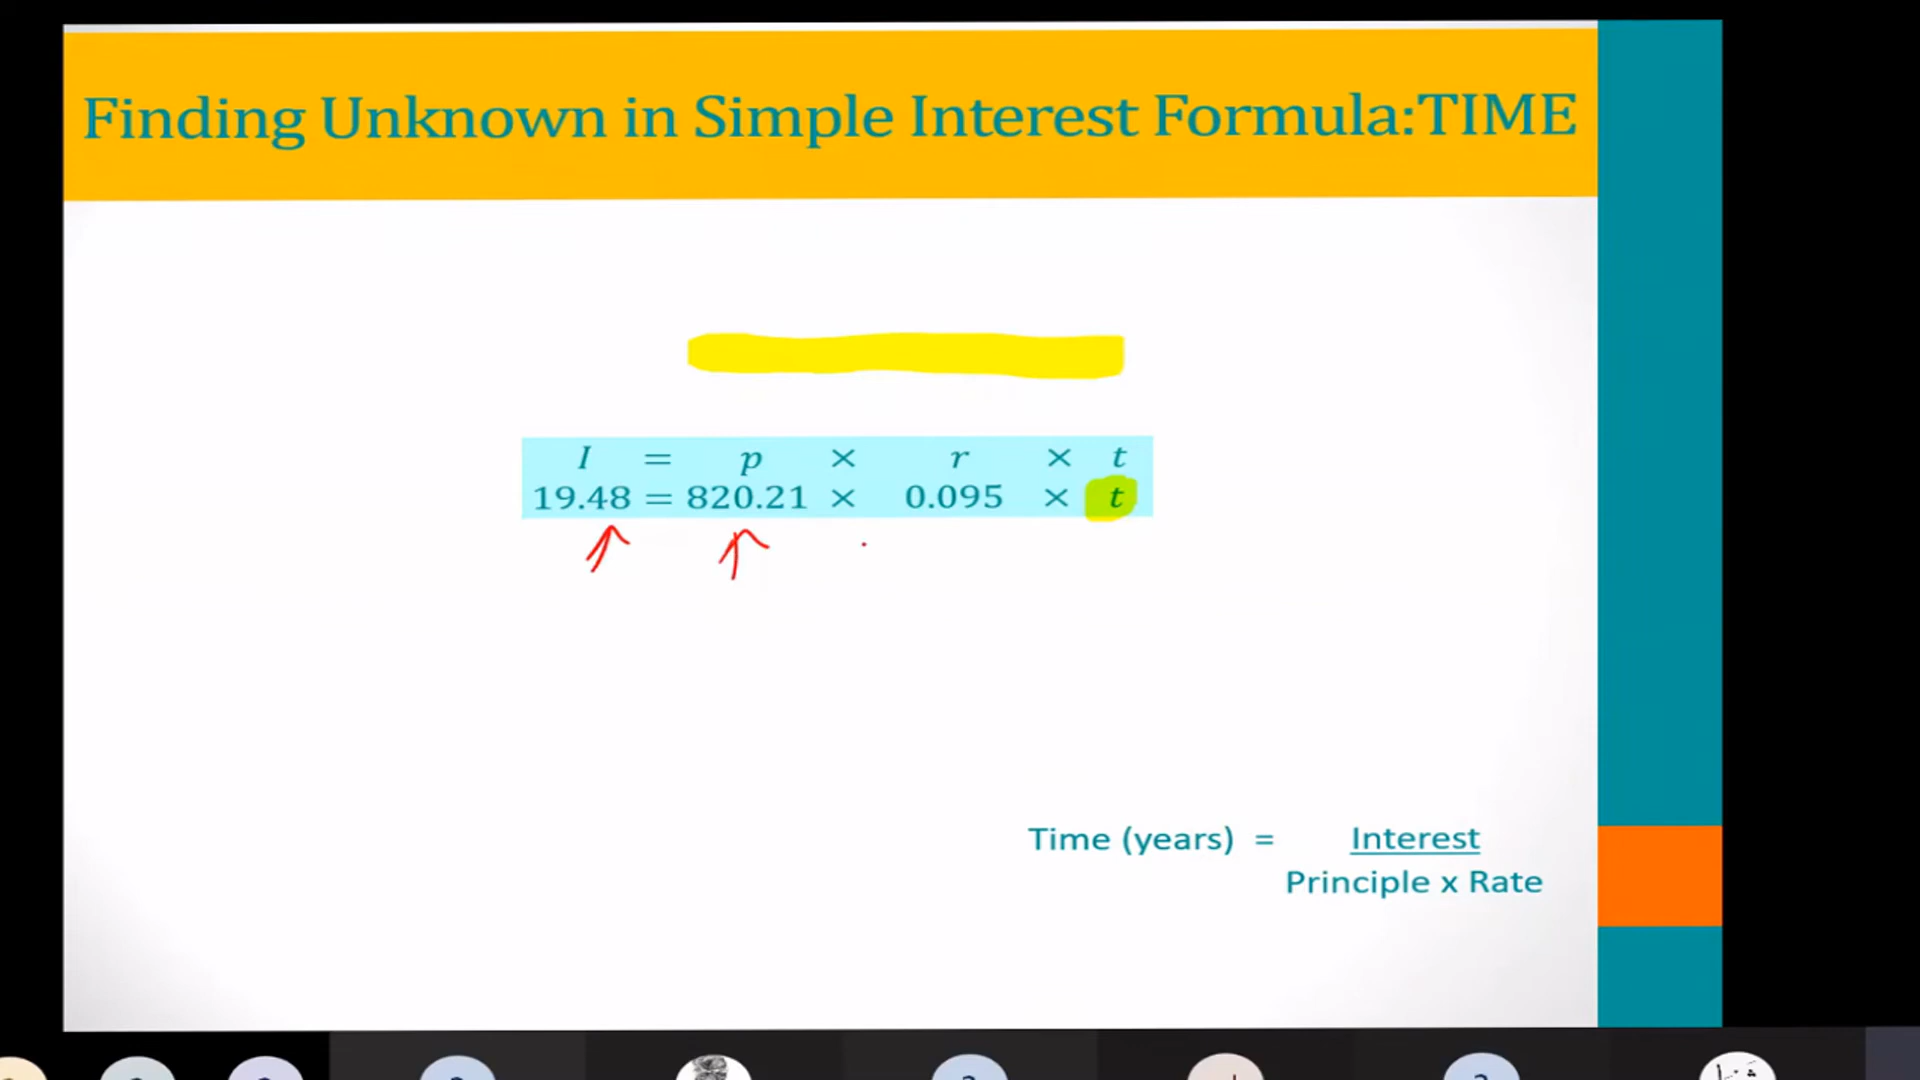 Finding Unknown in Simple Interest Formula:TIME
I = p × r × t
19.48 = 820.21 × 0.095 × t
Time (years) = Interest
Principle x Rate